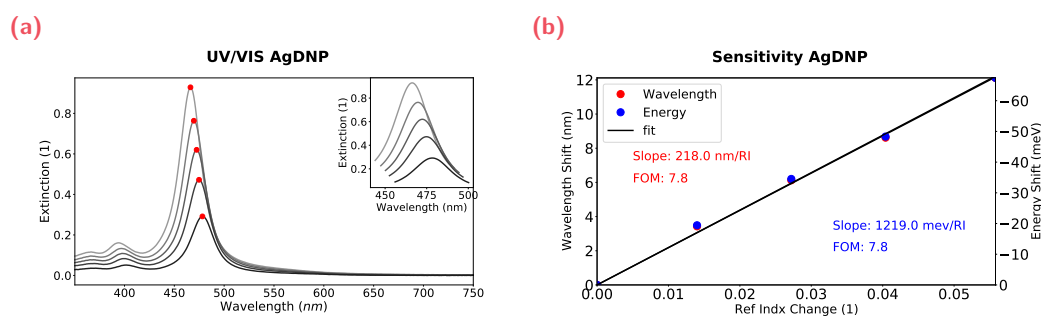 (a)
UV/VIS AgDNP
Extinction (1)
0.0
0.2
0.4
0.6
0.8
400
450
500
550
600
650
700
750
Wavelength (nm)
Extinction (1)
0.2
0.4
0.6
0.8
450
475
500
Wavelength (nm)
(b)
Sensitivity AgDNP
Wavelength Shift (nm)
0
2
4
6
8
10
12
Wavelength
Energy
fit
Slope: 218.0 nm/RI
FOM: 7.8
Slope: 1219.0 mev/RI
FOM: 7.8
0.00
0.01
0.02
0.03
0.04
0.05
Ref Indx Change (1)
0
−10
−20
−30
−40
−50
−60
Energy Shift (meV)